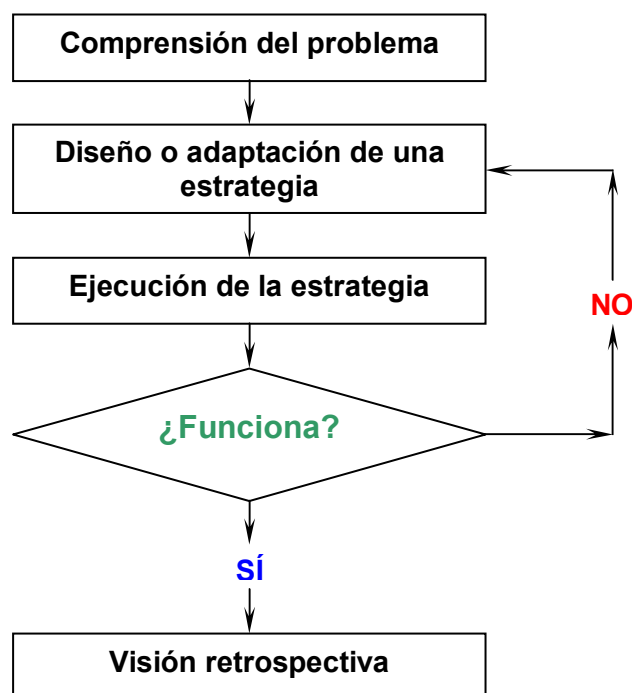 Comprensión del problema
Diseño o adaptación de una
estrategia
Ejecución de la estrategia
NO
¿Funciona?
SÍ
Visión retrospectiva